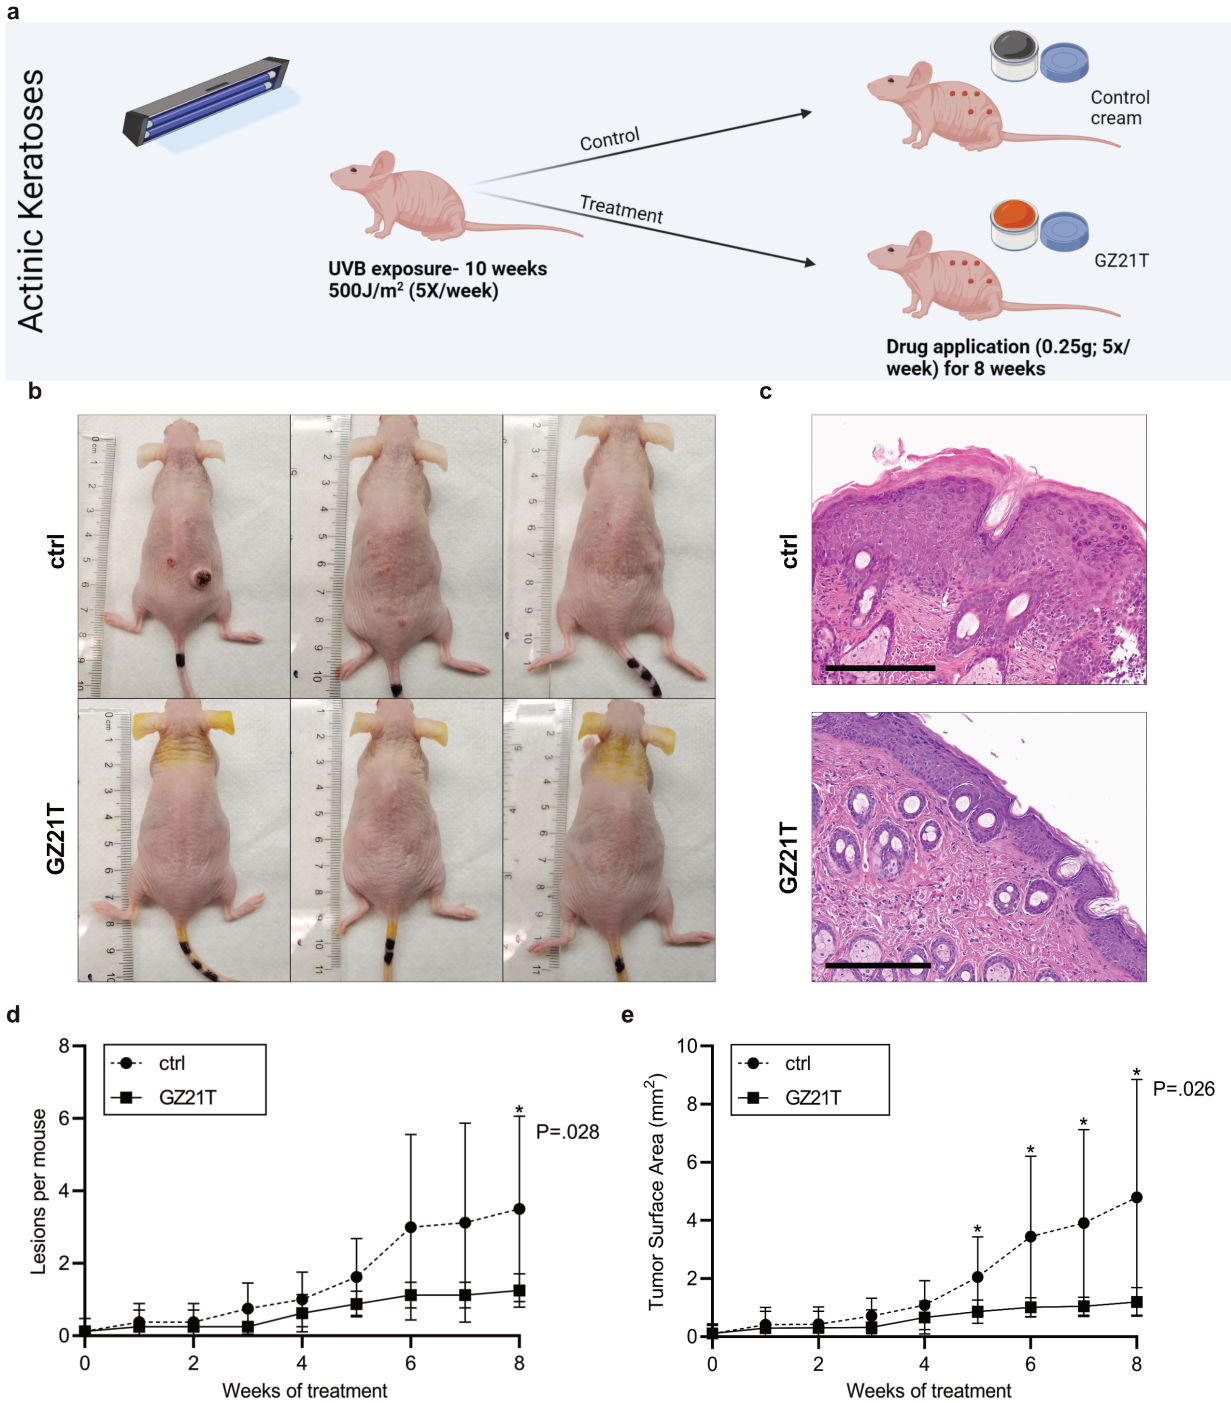 a
Actinic Keratoses
Control
Treatment
Control
cream
GZ21T
UVB exposure- 10 weeks
500J/m² (5X/week)
Drug application (0.25g; 5x/
week) for 8 weeks
b
ctrl
GZ21T
c
ctrl
GZ21T
d
Lesions per mouse
8
6
4
2
0
ctrl
GZ21T
*
P=.028
0
2
4
6
8
Weeks of treatment
e
Tumor Surface Area (mm²)
10
8
6
4
2
0
ctrl
GZ21T
*
*
*
*
P=.026
0
2
4
6
8
Weeks of treatment